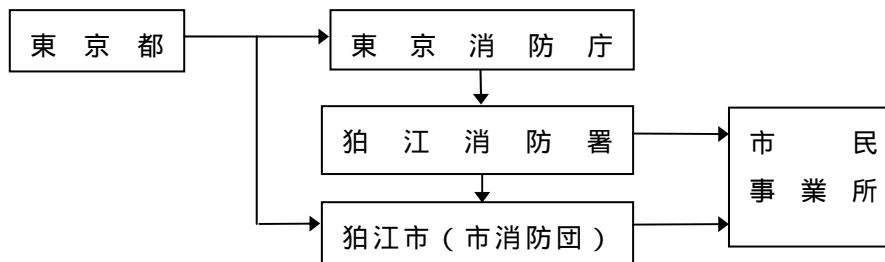 東京都
東京消防庁
狛江消防署
市民
事業所
狛江市（市消防団）